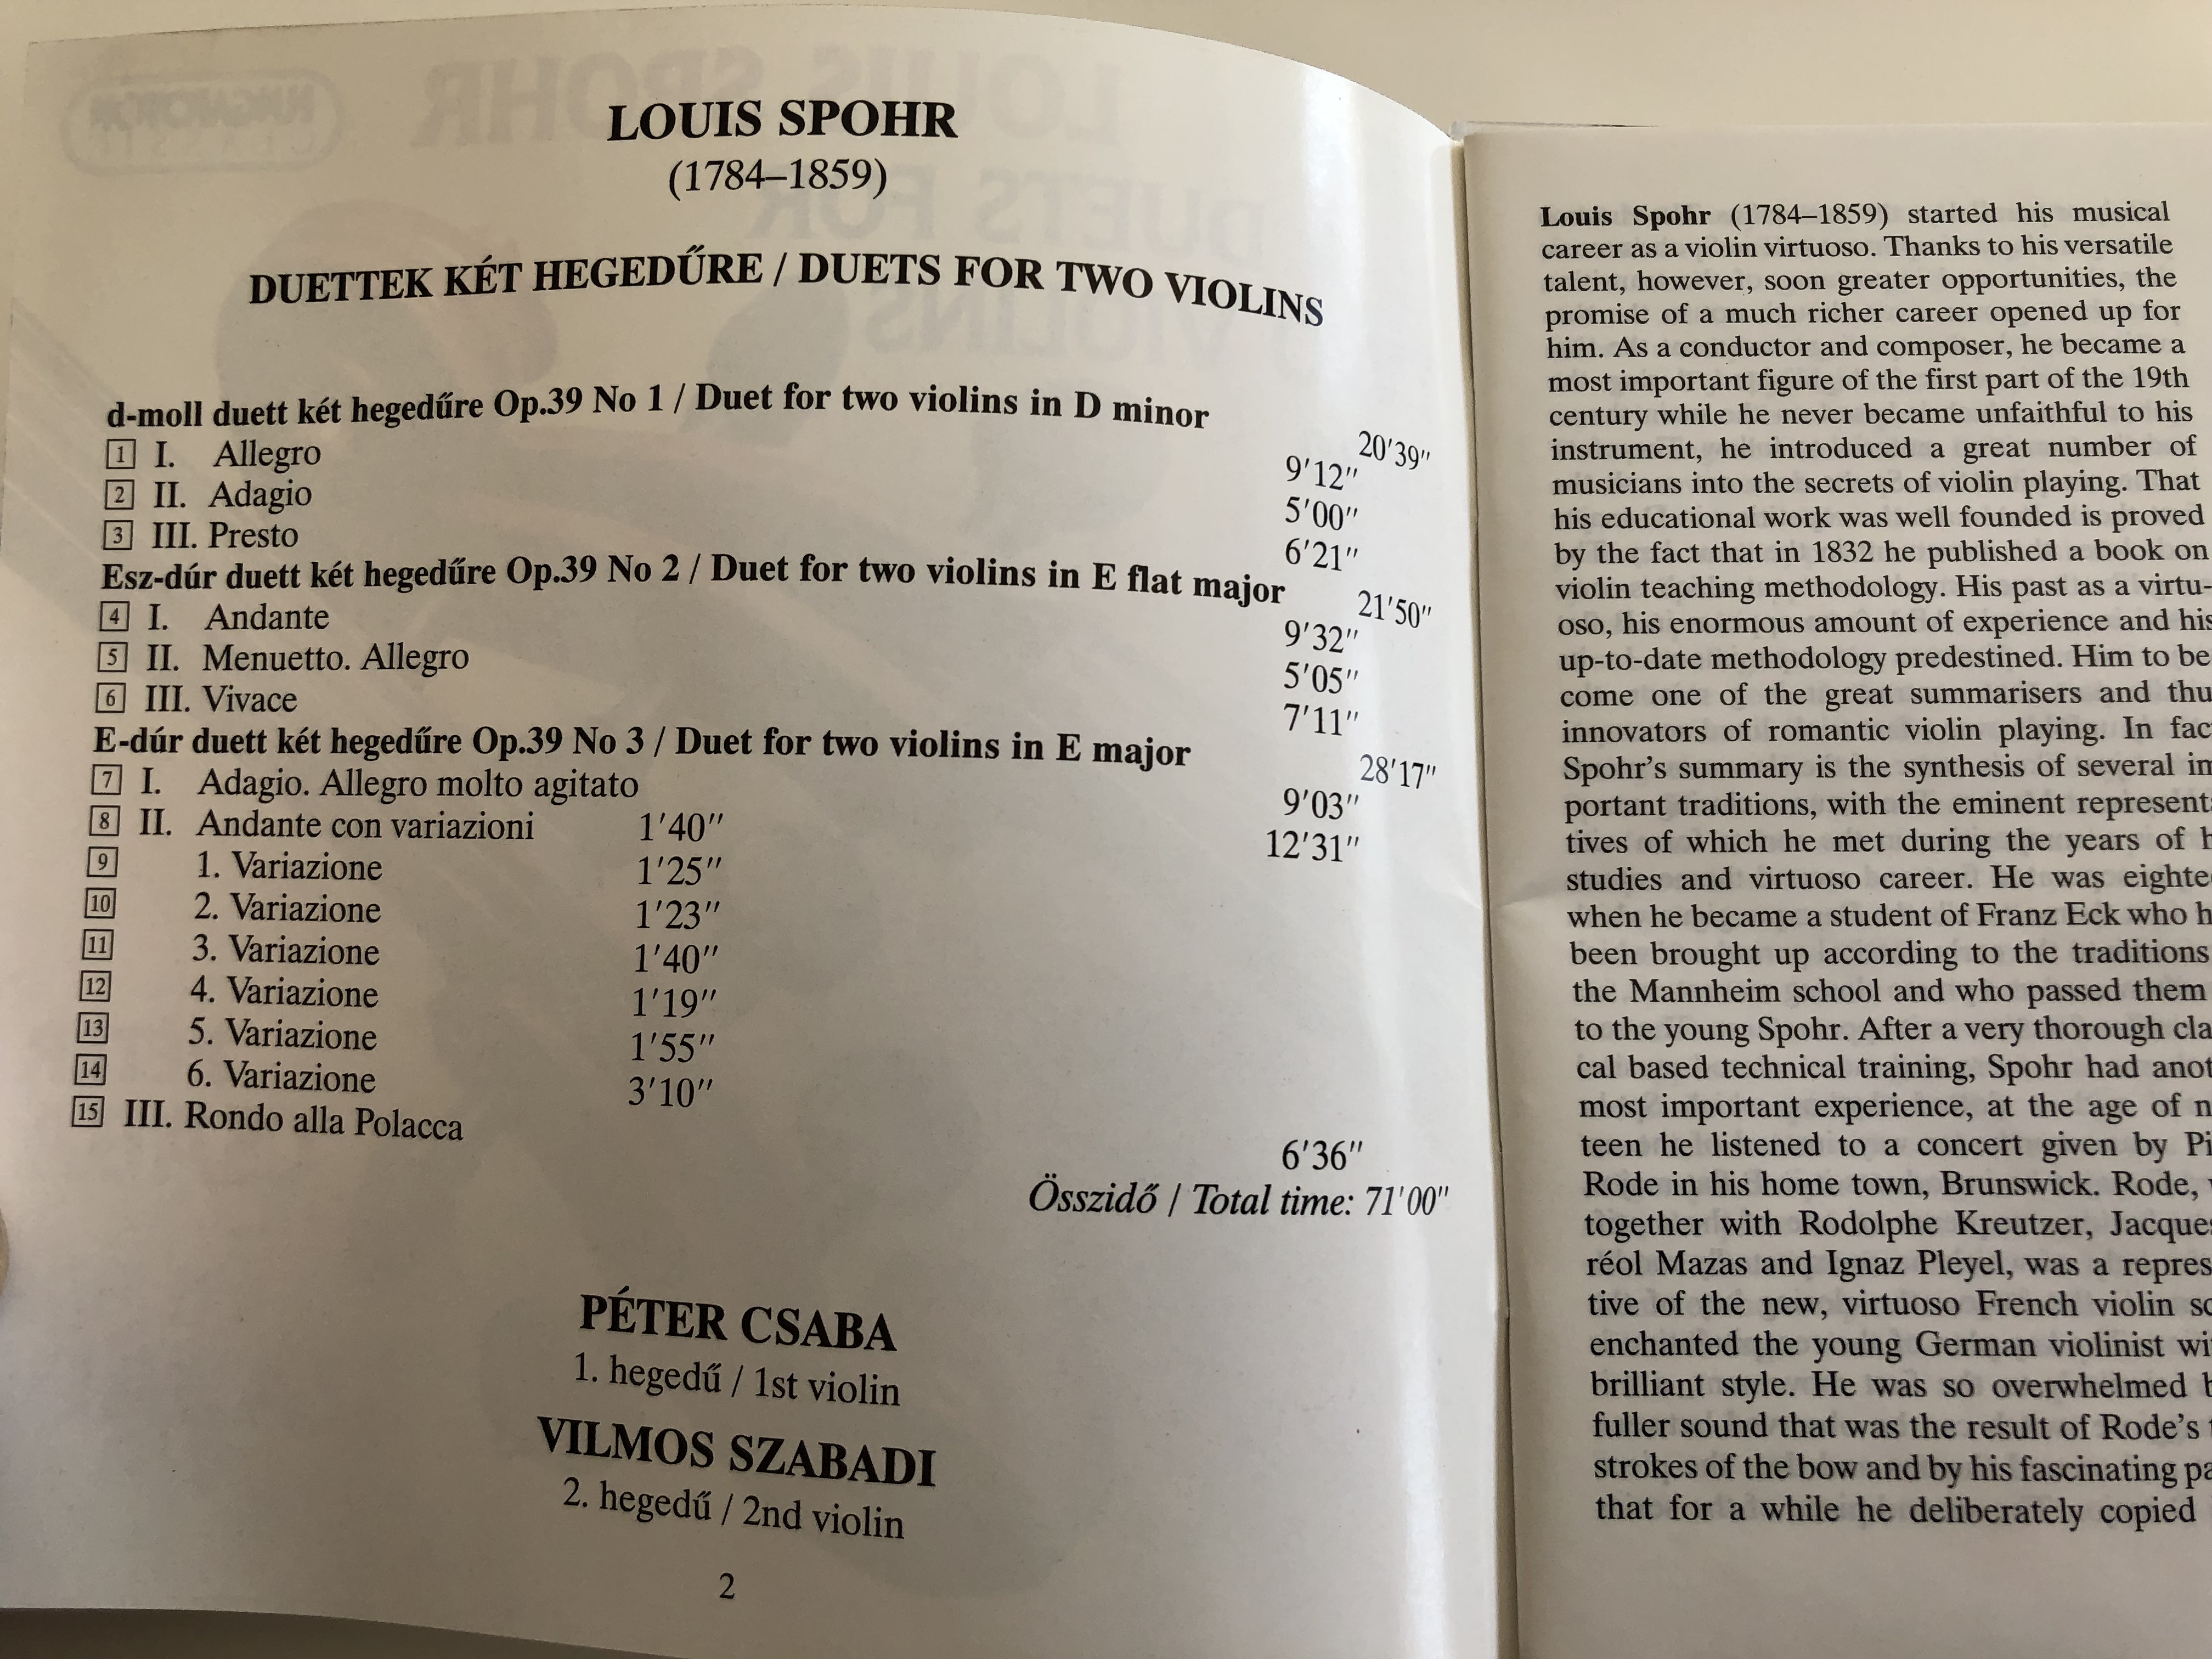 LOUIS SPOHR
(1784–1859)
DUETTEK KÉT HEGEDŰRE / DUETS FOR TWO VIOLINS
d-moll duett két hegedűre Op.39 No 1 / Duet for two violins in D minor 20'39"
1 I. Allegro 9'12"
2 II. Adagio 5'00"
3 III. Presto 6'21"
Esz-dúr duett két hegedűre Op.39 No 2 / Duet for two violins in E flat major 21'50"
4 I. Andante 9'32"
5 II. Menuetto. Allegro 5'05"
6 III. Vivace 7'11"
E-dúr duett két hegedűre Op.39 No 3 / Duet for two violins in E major 28'17"
7 I. Adagio. Allegro molto agitato 9'03"
8 II. Andante con variazioni 1'40" 12'31"
9 1. Variazione 1'25"
10 2. Variazione 1'23"
11 3. Variazione 1'40"
12 4. Variazione 1'19"
13 5. Variazione 1'55"
14 6. Variazione 3'10"
15 III. Rondo alla Polacca 6'36"
Összidő / Total time: 71'00"
PÉTER CSABA
1. hegedű / 1st violin
VILMOS SZABADI
2. hegedű / 2nd violin
2
Louis Spohr (1784–1859) started his musical
career as a violin virtuoso. Thanks to his versatile
talent, however, soon greater opportunities, the
promise of a much richer career opened up for
him. As a conductor and composer, he became a
most important figure of the first part of the 19th
century while he never became unfaithful to his
instrument, he introduced a great number of
musicians into the secrets of violin playing. That
his educational work was well founded is proved
by the fact that in 1832 he published a book on
violin teaching methodology. His past as a virtu-
oso, his enormous amount of experience and his
up-to-date methodology predestined. Him to be
come one of the great summarisers and thu
innovators of romantic violin playing. In fac
Spohr's summary is the synthesis of several im
portant traditions, with the eminent represent
tives of which he met during the years of h
studies and virtuoso career. He was eighte
when he became a student of Franz Eck who h
been brought up according to the traditions
the Mannheim school and who passed them
to the young Spohr. After a very thorough cla
cal based technical training, Spohr had anot
most important experience, at the age of n
teen he listened to a concert given by Pi
Rode in his home town, Brunswick. Rode,
together with Rodolphe Kreutzer, Jacques
réol Mazas and Ignaz Pleyel, was a repres
tive of the new, virtuoso French violin sc
enchanted the young German violinist wi
brilliant style. He was so overwhelmed b
fuller sound that was the result of Rode's
strokes of the bow and by his fascinating pa
that for a while he deliberately copied